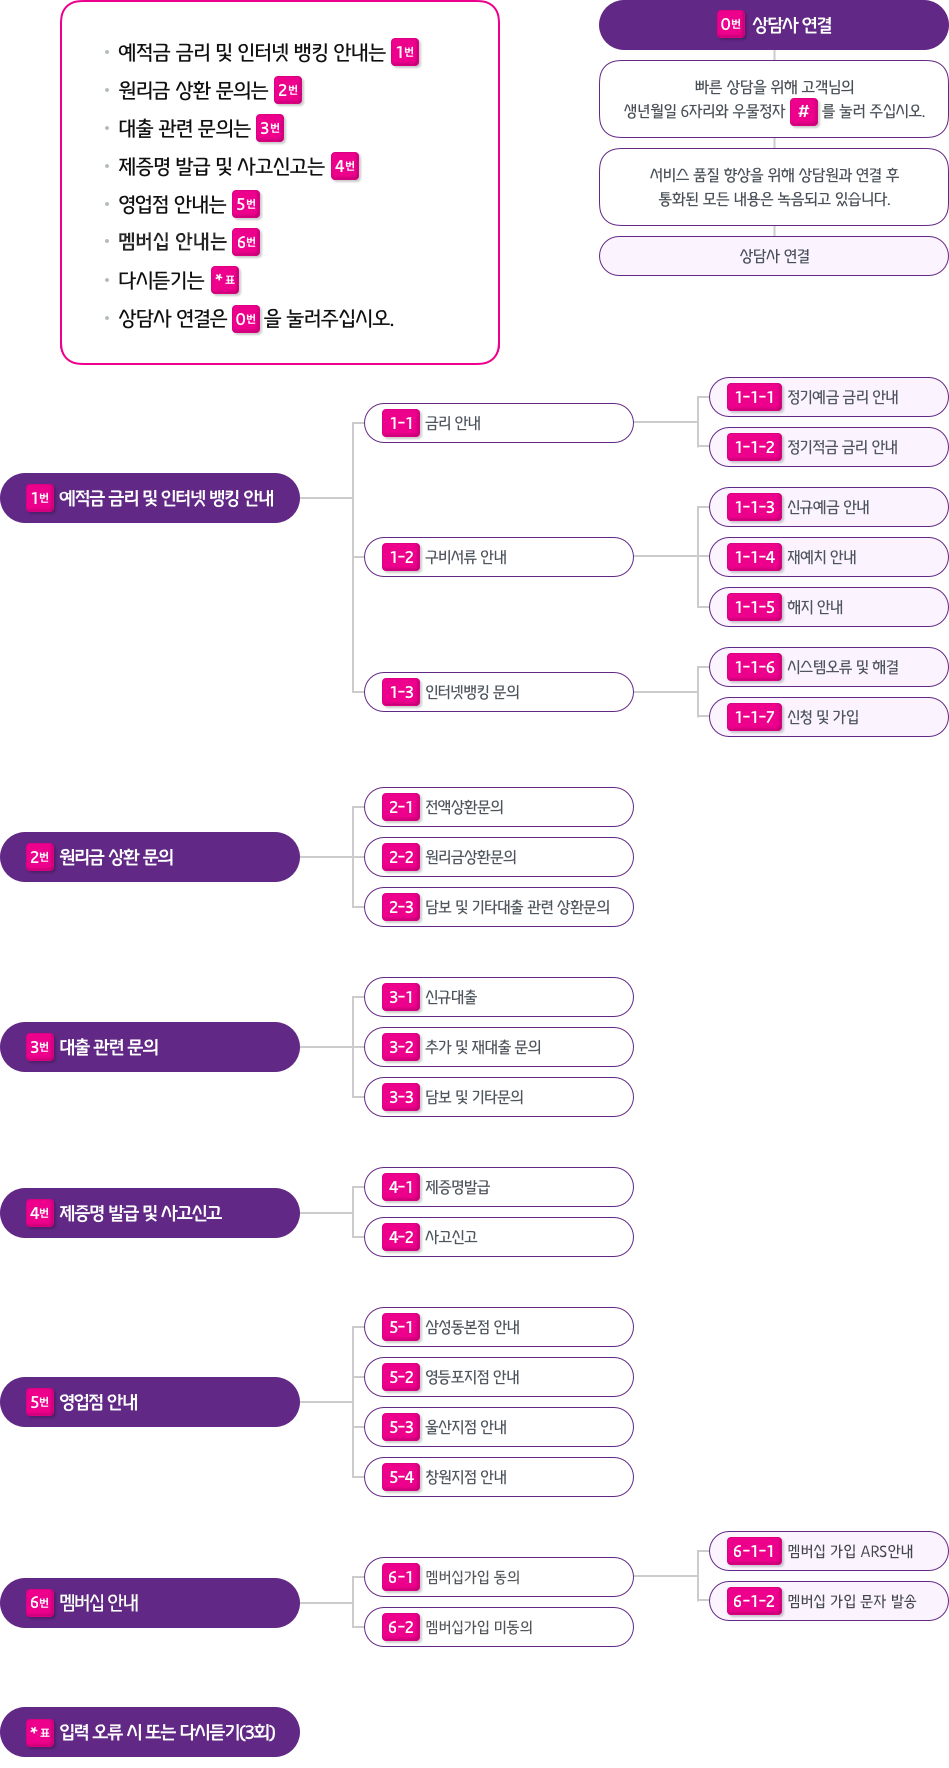 예적금 금리 및 인터넷 뱅킹 안내는 1번
원리금 상환 문의는 2번
대출 관련 문의는 3번
제증명 발급 및 사고신고는 4번
영업점 안내는 5번
멤버십 안내는 6번
다시듣기는 * 표
상담사 연결은 0번 을 눌러주십시오.
0번 상담사 연결
빠른 상담을 위해 고객님의
생년월일 6자리와 우물정자 # 를 눌러 주십시오.
서비스 품질 향상을 위해 상담원과 연결 후
통화된 모든 내용은 녹음되고 있습니다.
상담사 연결
1번 예적금 금리 및 인터넷 뱅킹 안내
1-1 금리 안내
1-1-1 정기예금 금리 안내
1-1-2 정기적금 금리 안내
1-2 구비서류 안내
1-1-3 신규예금 안내
1-1-4 재예치 안내
1-1-5 해지 안내
1-3 인터넷뱅킹 문의
1-1-6 시스템오류 및 해결
1-1-7 신청 및 가입
2번 원리금 상환 문의
2-1 전액상환문의
2-2 원리금상환문의
2-3 담보 및 기타대출 관련 상환문의
3번 대출 관련 문의
3-1 신규대출
3-2 추가 및 재대출 문의
3-3 담보 및 기타문의
4번 제증명 발급 및 사고신고
4-1 제증명발급
4-2 사고신고
5번 영업점 안내
5-1 삼성동본점 안내
5-2 영등포지점 안내
5-3 울산지점 안내
5-4 창원지점 안내
6번 멤버십 안내
6-1 멤버십가입 동의
6-1-1 멤버십 가입 ARS안내
6-1-2 멤버십 가입 문자 발송
6-2 멤버십가입 미동의
* 표 입력 오류 시 또는 다시듣기(3회)